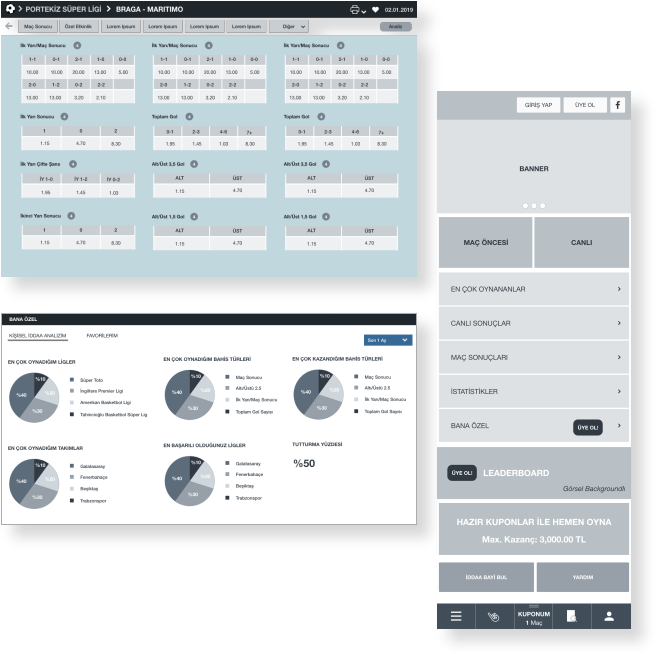 PORTEKİZ SÜPER LİGİ > BRAGA - MARITIMO 02.01.2019
Maç Sonucu Özel Etkinlik Lorem Ipsum Lorem Ipsum Lorem Ipsum Lorem Ipsum Diğer Analiz
İlk Yarı/Maç Sonucu 4 İlk Yarı/Maç Sonucu 4 İlk Yarı/Maç Sonucu 4
1-1 0-1 2-1 1-0 0-0 1-1 0-1 2-1 1-0 0-0 1-1 0-1 2-1 1-0 0-0
10.00 10.00 20.00 13.00 5.00 10.00 10.00 20.00 13.00 5.00 10.00 10.00 20.00 13.00 5.00
2-0 1-2 0-2 2-2 2-0 1-2 0-2 2-2 2-0 1-2 0-2 2-2
13.00 13.00 3.20 2.10 13.00 13.00 3.20 2.10 13.00 13.00 3.20 2.10
İlk Yarı Sonucu 4 Toplam Gol 4 Toplam Gol 4
1 0 2 0-1 2-3 4-6 7+ 0-1 2-3 4-6 7+
1.15 4.70 8.30 1.95 1.45 1.03 8.30 1.95 1.45 1.03 8.30
İlk Yarı Çifte Şans 4 Alt/Üst 3,5 Gol 4 Alt/Üst 3,5 Gol 4
İY 1-0 İY 1-2 İY 0-2 ALT ÜST ALT ÜST
1.95 1.45 1.03 1.15 4.70 1.15 4.70
İkinci Yarı Sonucu 4 Alt/Üst 1,5 Gol 4 Alt/Üst 1,5 Gol 4
1 0 2 ALT ÜST ALT ÜST
1.15 4.70 8.30 1.15 4.70 1.15 4.70
BANA ÖZEL
KİŞİSEL İDDAA ANALİZİM FAVORİLERİM
Son 1 Ay
EN ÇOK OYNADIĞIM LİGLER
%10 %20 %30 %40
Süper Toto
İngiltere Premier Ligi
Amerikan Basketbol Ligi
Tahincioğlu Basketbol Süper Lig
EN ÇOK OYNADIĞIM BAHİS TÜRLERİ
%10 %20 %30 %40
Maç Sonucu
Alt/Üstü 2.5
İlk Yarı/Maç Sonucu
Toplam Gol Sayısı
EN ÇOK KAZANDIĞIM BAHİS TÜRLERİ
%10 %20 %30 %40
Maç Sonucu
Alt/Üstü 2.5
İlk Yarı/Maç Sonucu
Toplam Gol Sayısı
EN ÇOK OYNADIĞIM TAKIMLAR
%10 %20 %30 %40
Galatasaray
Fenerbahçe
Beşiktaş
Trabzonspor
EN BAŞARILI OLDUĞUNUZ LİGLER
%10 %20 %30 %40
Galatasaray
Fenerbahçe
Beşiktaş
Trabzonspor
TUTTURMA YÜZDESİ
%50
GİRİŞ YAP ÜYE OL f
BANNER
MAÇ ÖNCESİ CANLI
EN ÇOK OYNANANLAR
CANLI SONUÇLAR
MAÇ SONUÇLARI
İSTATİSTİKLER
BANA ÖZEL ÜYE OL!
ÜYE OL! LEADERBOARD
Görsel Backgroundlı
HAZIR KUPONLAR İLE HEMEN OYNA
Max. Kazanç: 3,000.00 TL
İDDAA BAYİ BUL YARDIM
KUPONUM
1 Maç